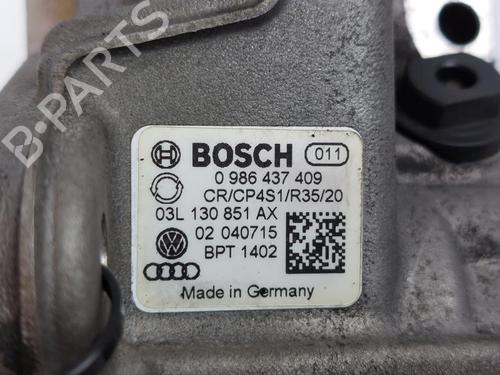 B-PARTS
BOSCH 011
0 986 437 409
CR/CP4S1/R35/20
03L 130 851 AX
02 040715
BPT 1402
Made in Germany